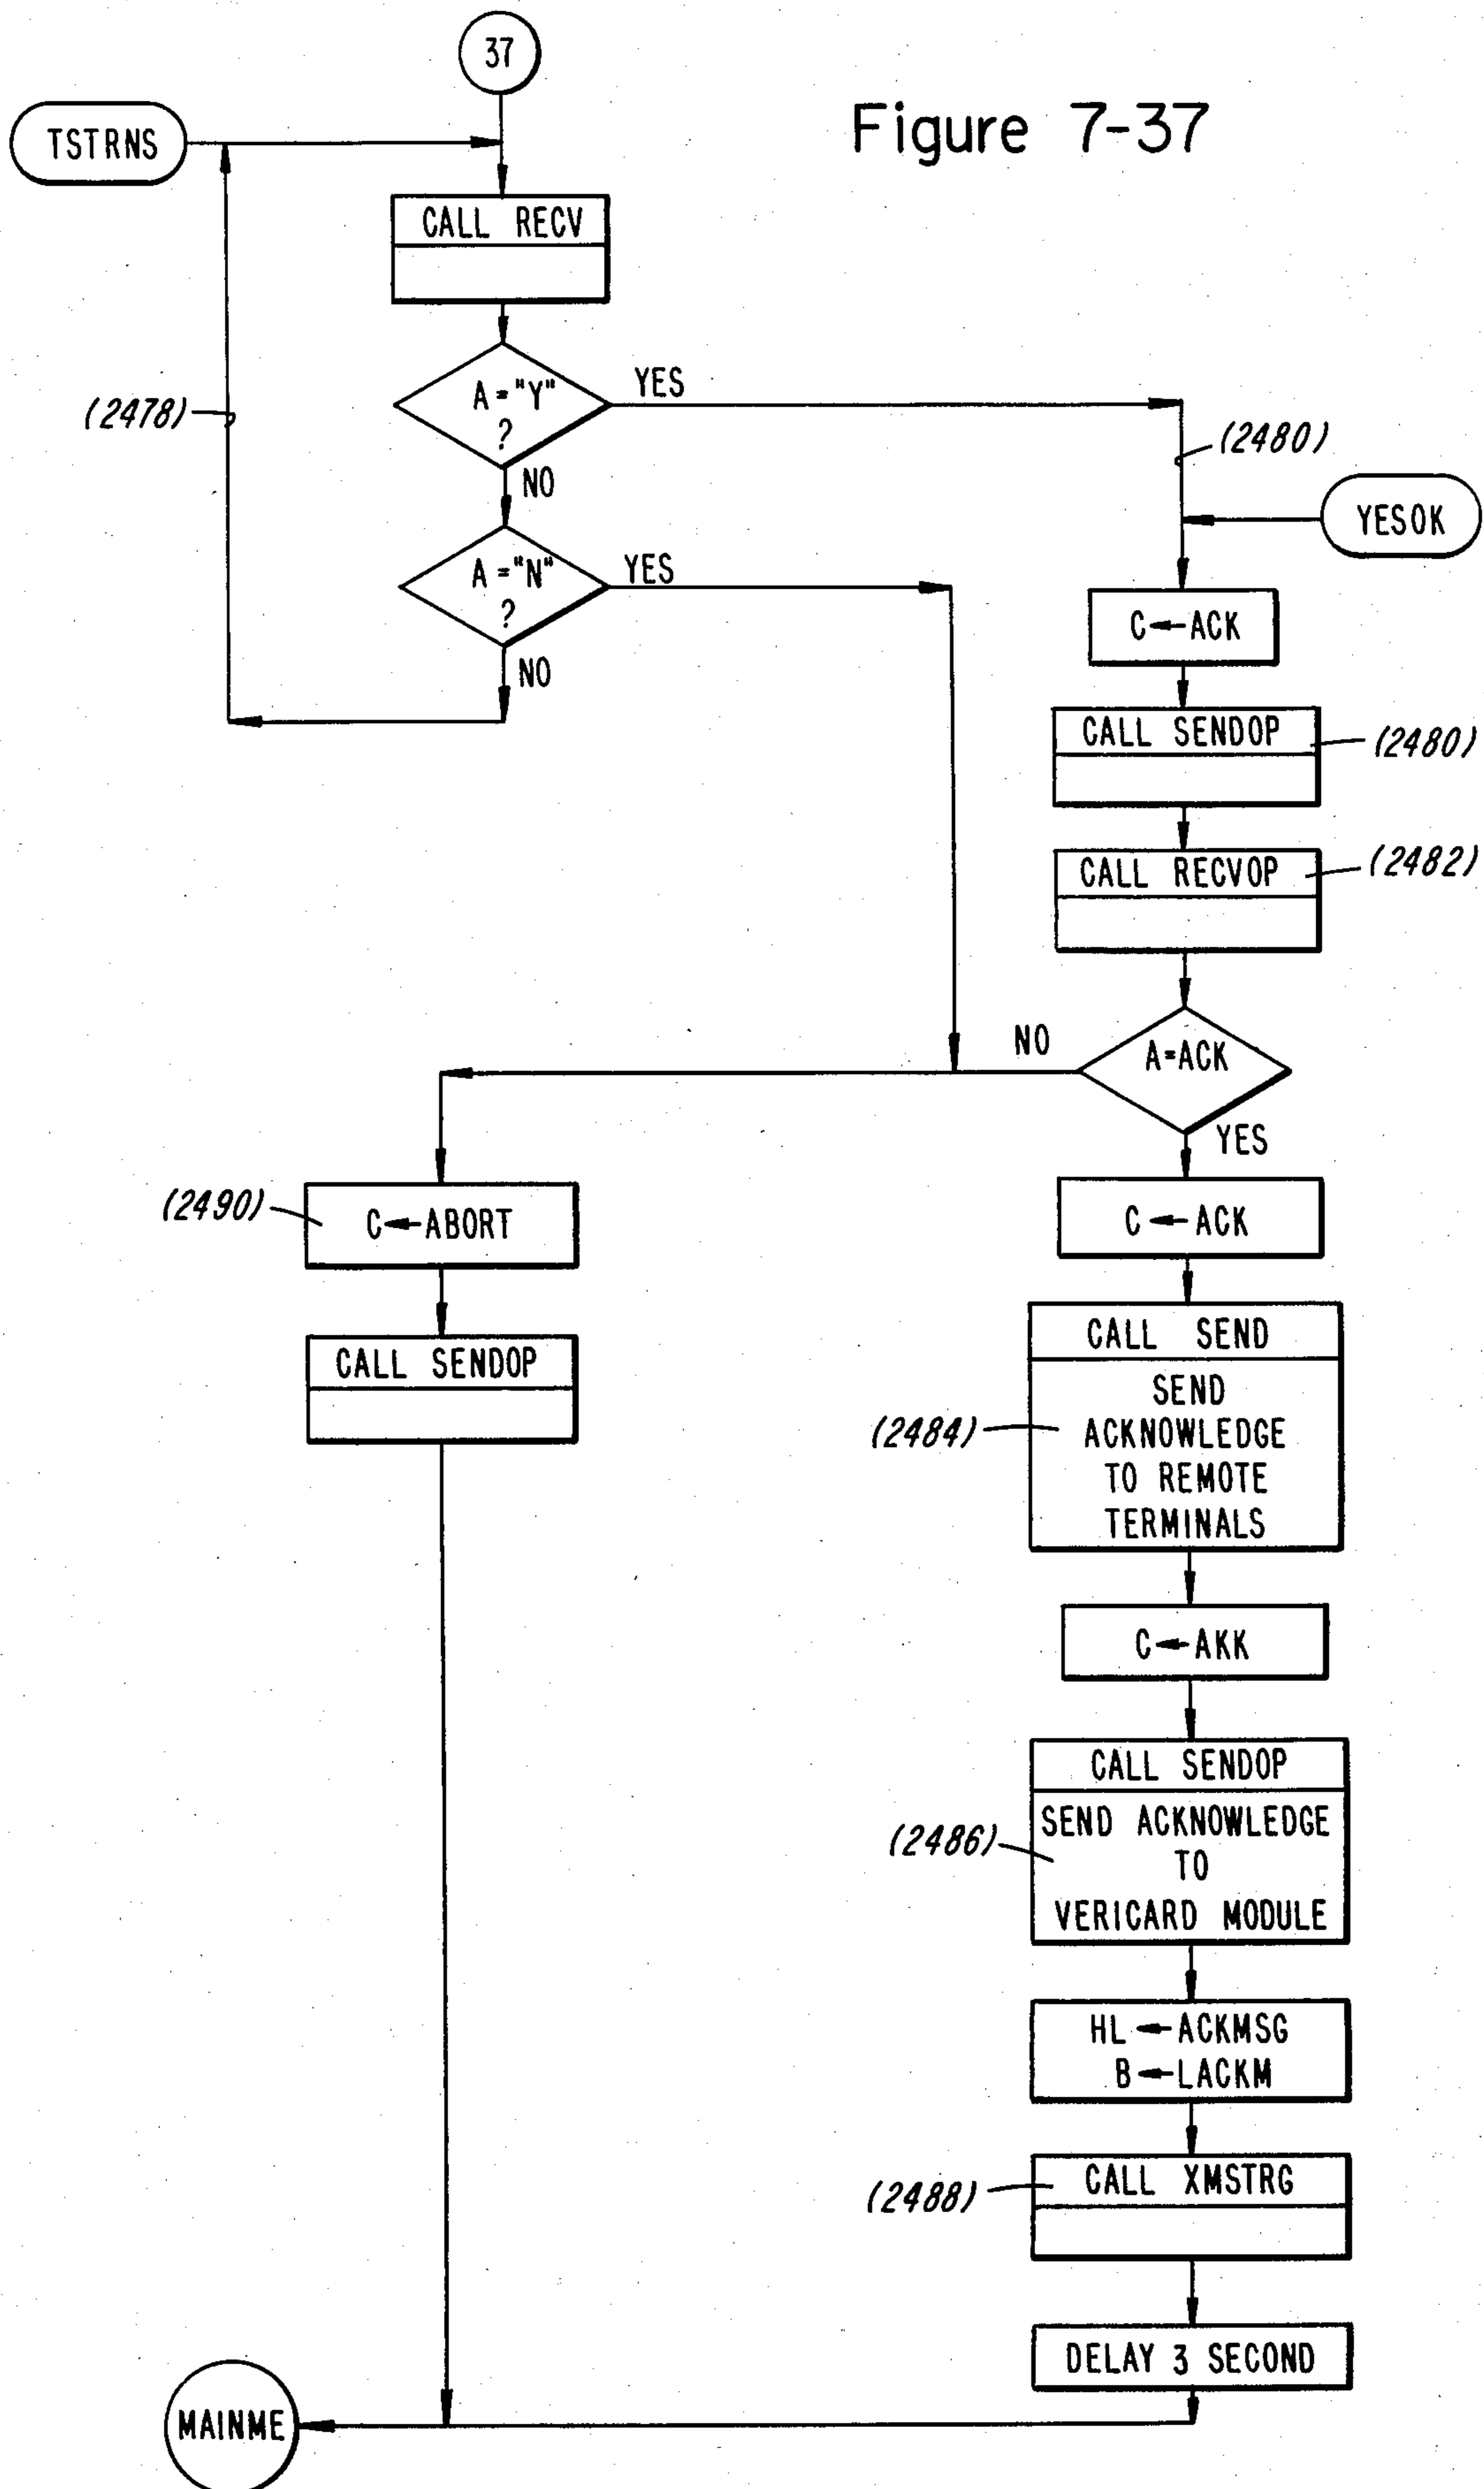 37
TSTRNS
Figure 7-37
CALL RECV
A="Y"
?
YES
(2478)
(2480)
NO
YESOK
A="N"
?
YES
C←ACK
NO
CALL SENDOP
(2480)
CALL RECVOP
(2482)
NO
A=ACK
YES
(2490)
C←ABORT
C←ACK
CALL SENDOP
CALL SEND
SEND
ACKNOWLEDGE
TO REMOTE
TERMINALS
(2484)
C←AKK
CALL SENDOP
SEND ACKNOWLEDGE
TO
VERICARD MODULE
(2486)
HL←ACKMSG
B←LACKM
CALL XMSTRG
(2488)
DELAY 3 SECOND
MAINME